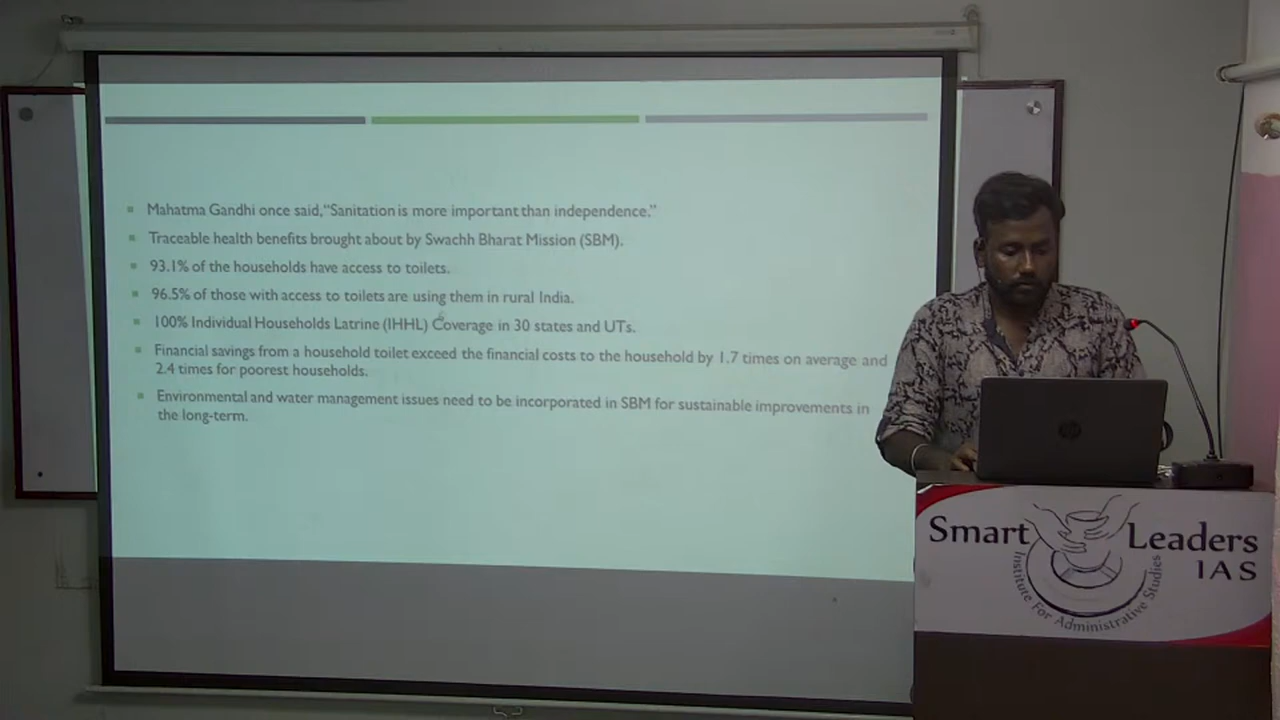 Mahatma Gandhi once said,“Sanitation is more important than independence.”
Traceable health benefits brought about by Swachh Bharat Mission (SBM).
93.1% of the households have access to toilets.
96.5% of those with access to toilets are using them in rural India.
100% Individual Households Latrine (IHHL) Coverage in 30 states and UTs.
Financial savings from a household toilet exceed the financial costs to the household by 1.7 times on average and
2.4 times for poorest households.
Environmental and water management issues need to be incorporated in SBM for sustainable improvements in
the long-term.
hp
Smart Leaders
IAS
Institute For Administrative Studies